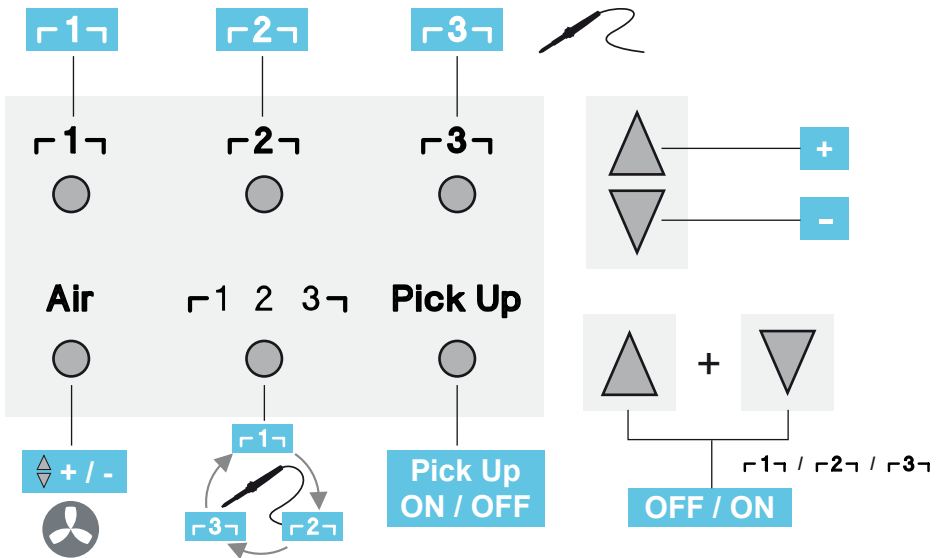 ⌜1⌝ ⌜2⌝ ⌜3⌝
⌜1⌝ ⌜2⌝ ⌜3⌝
+
-
Air ⌜1 2 3⌝ Pick Up
+
⌜1⌝
+ / -
Pick Up
ON / OFF
⌜3⌝ ⌜2⌝
⌜1⌝ / ⌜2⌝ / ⌜3⌝
OFF / ON